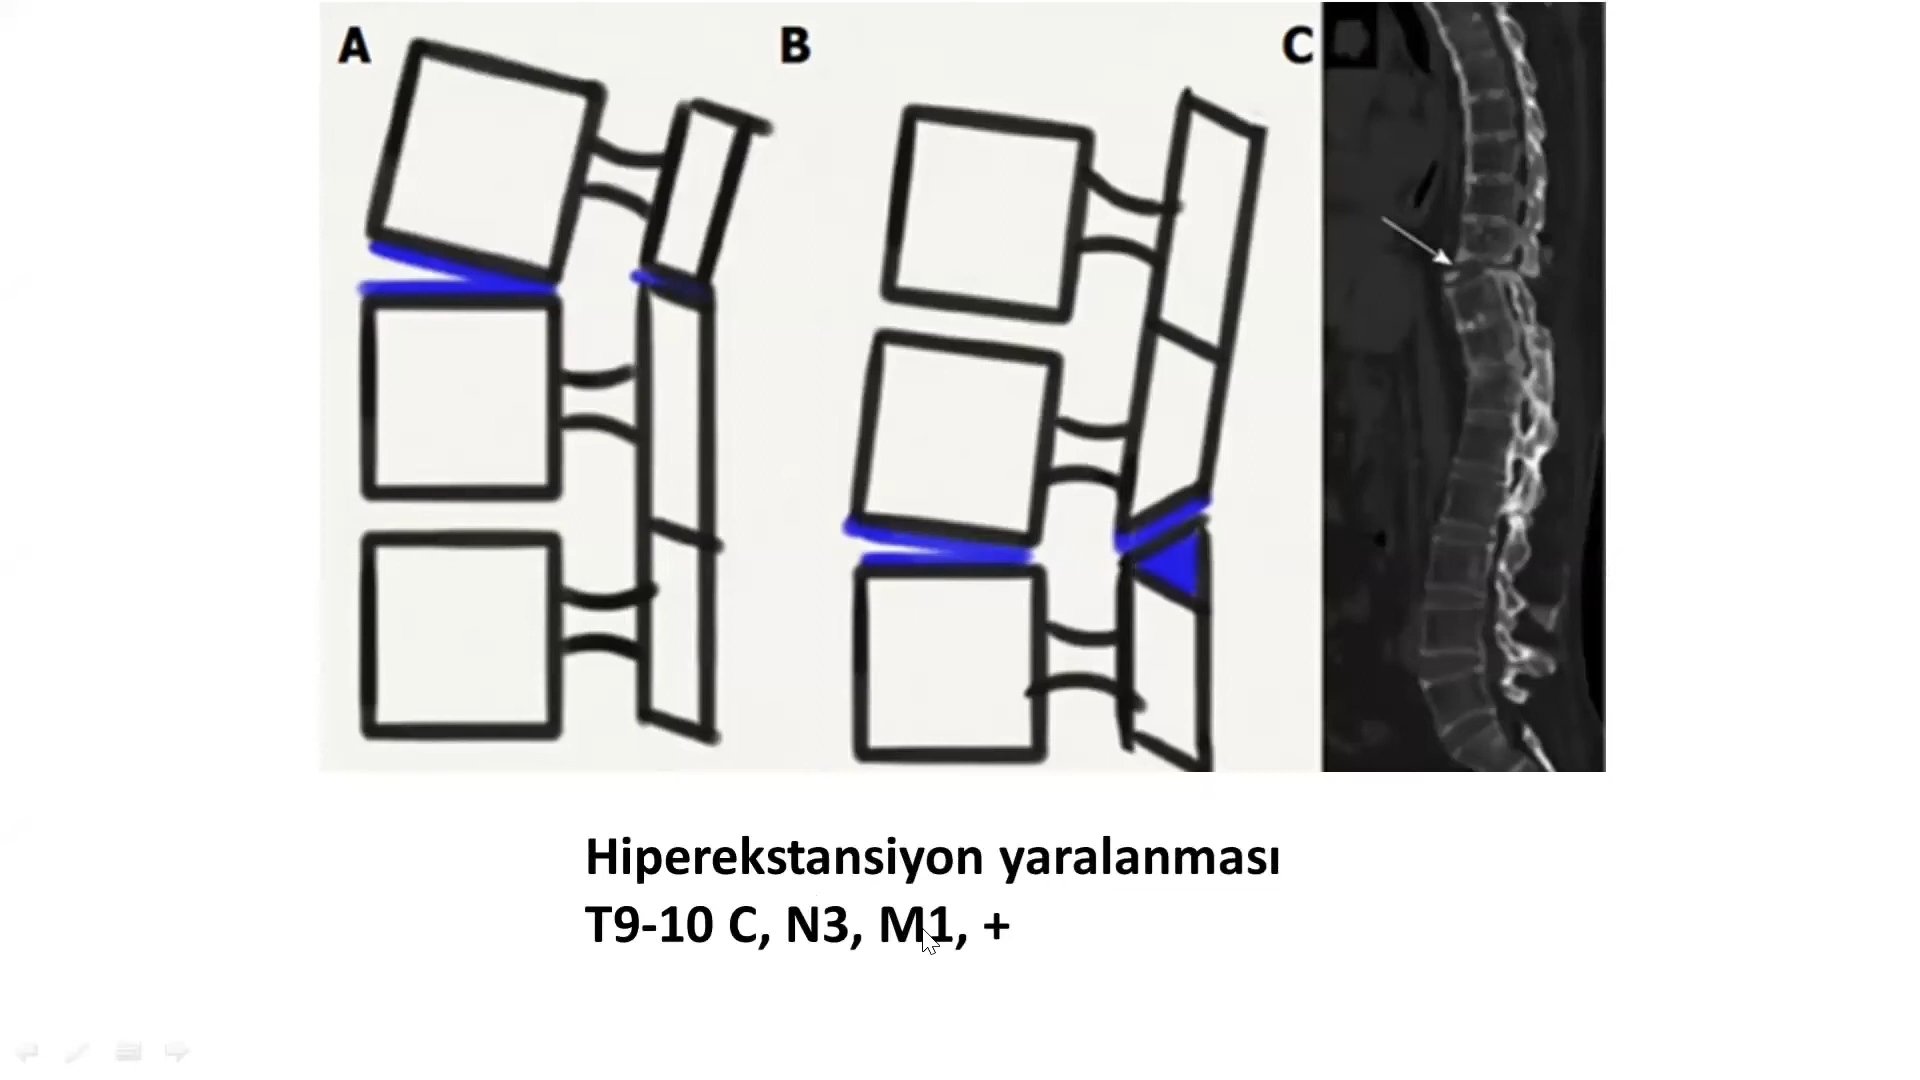 A
B
C
Hiperekstansiyon yaralanması
T9-10 C, N3, M1, +